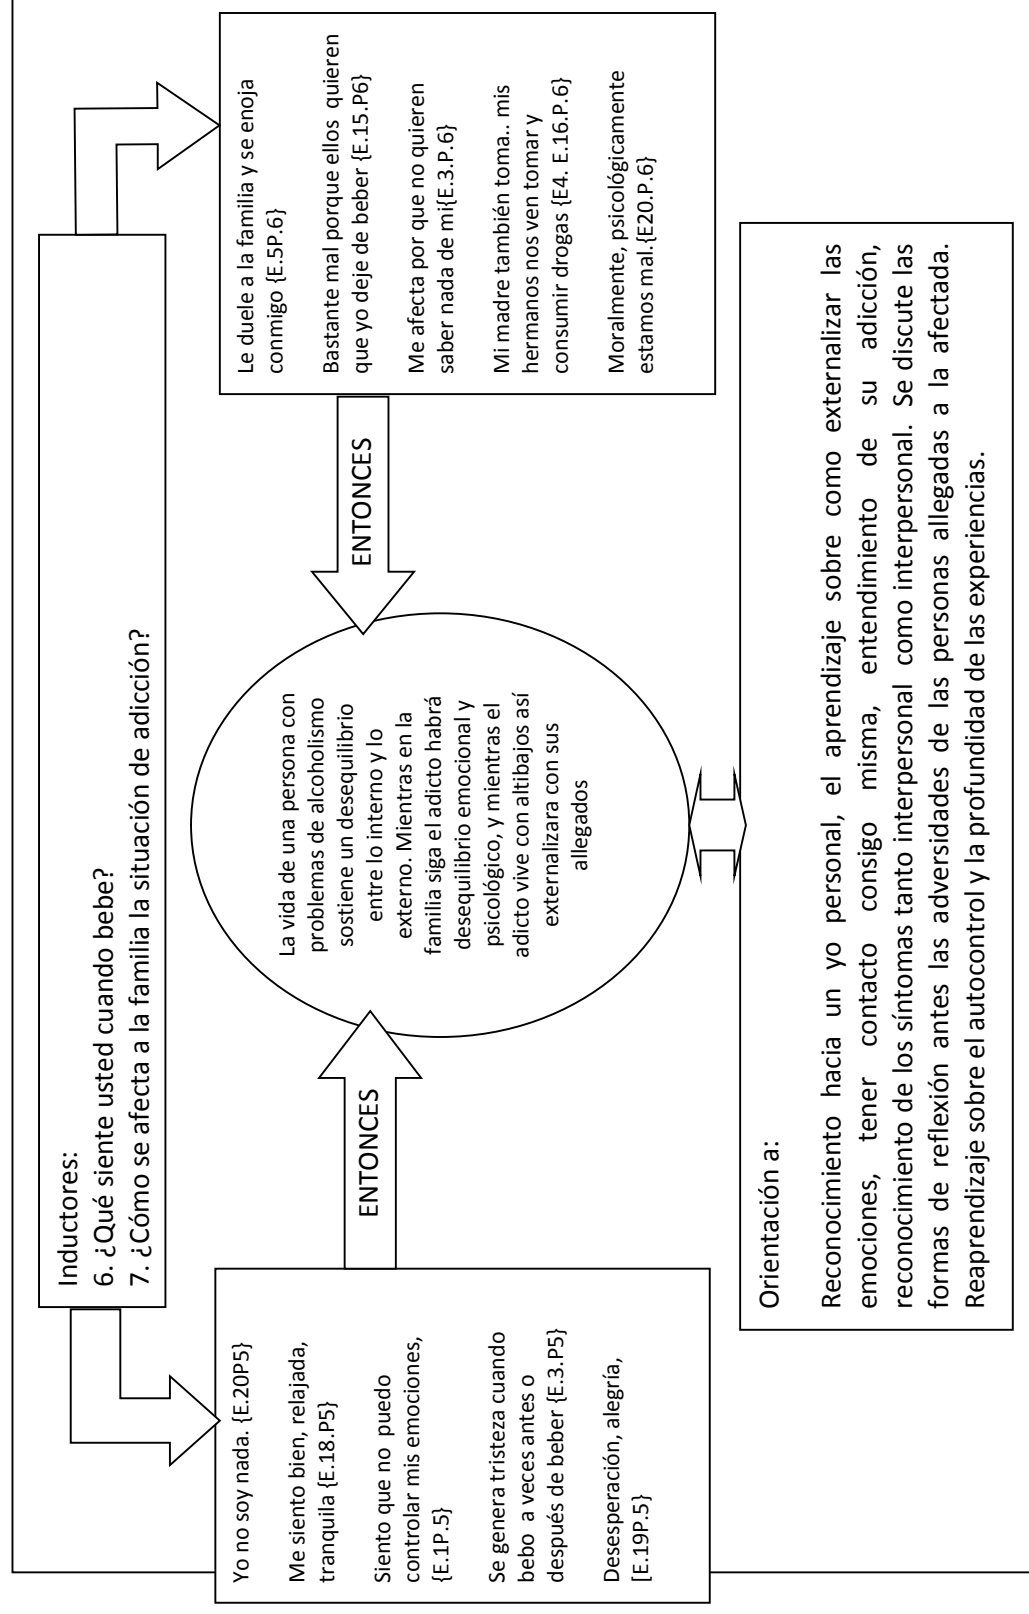 Inductores:
6. ¿Qué siente usted cuando bebe?
7. ¿Cómo se afecta a la familia la situación de adicción?
Yo no soy nada. {E.20P5}
Me siento bien, relajada,
tranquila {E.18.P5}
Siento que no puedo
controlar mis emociones,
{E.1P.5}
Se genera tristeza cuando
bebo a veces antes o
después de beber {E.3.P5}
Desesperación, alegría,
[E.19P.5}
ENTONCES
La vida de una persona con
problemas de alcoholismo
sostiene un desequilibrio
entre lo interno y lo
externo. Mientras en la
familia siga el adicto habrá
desequilibrio emocional y
psicológico, y mientras el
adicto vive con altibajos así
externalizara con sus
allegados
ENTONCES
Le duele a la familia y se enoja
conmigo {E.5P.6}
Bastante mal porque ellos quieren
que yo deje de beber {E.15.P6}
Me afecta por que no quieren
saber nada de mi{E.3.P.6}
Mi madre también toma.. mis
hermanos nos ven tomar y
consumir drogas {E4. E.16.P.6}
Moralmente, psicológicamente
estamos mal.{E20.P.6}
Orientación a:
Reconocimiento hacia un yo personal, el aprendizaje sobre como externalizar las
emociones, tener contacto consigo misma, entendimiento de su adicción,
reconocimiento de los síntomas tanto interpersonal como interpersonal. Se discute las
formas de reflexión antes las adversidades de las personas allegadas a la afectada.
Reaprendizaje sobre el autocontrol y la profundidad de las experiencias.